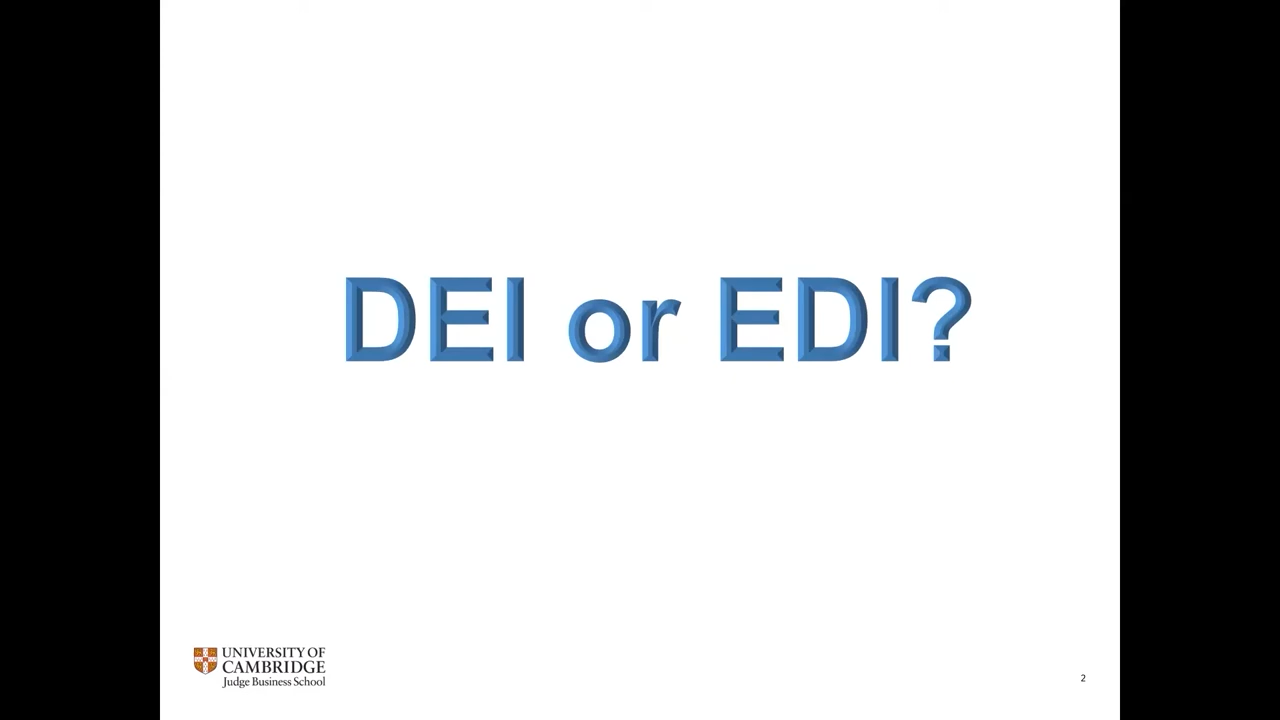 DEI or EDI?
UNIVERSITY OF
CAMBRIDGE
Judge Business School
2